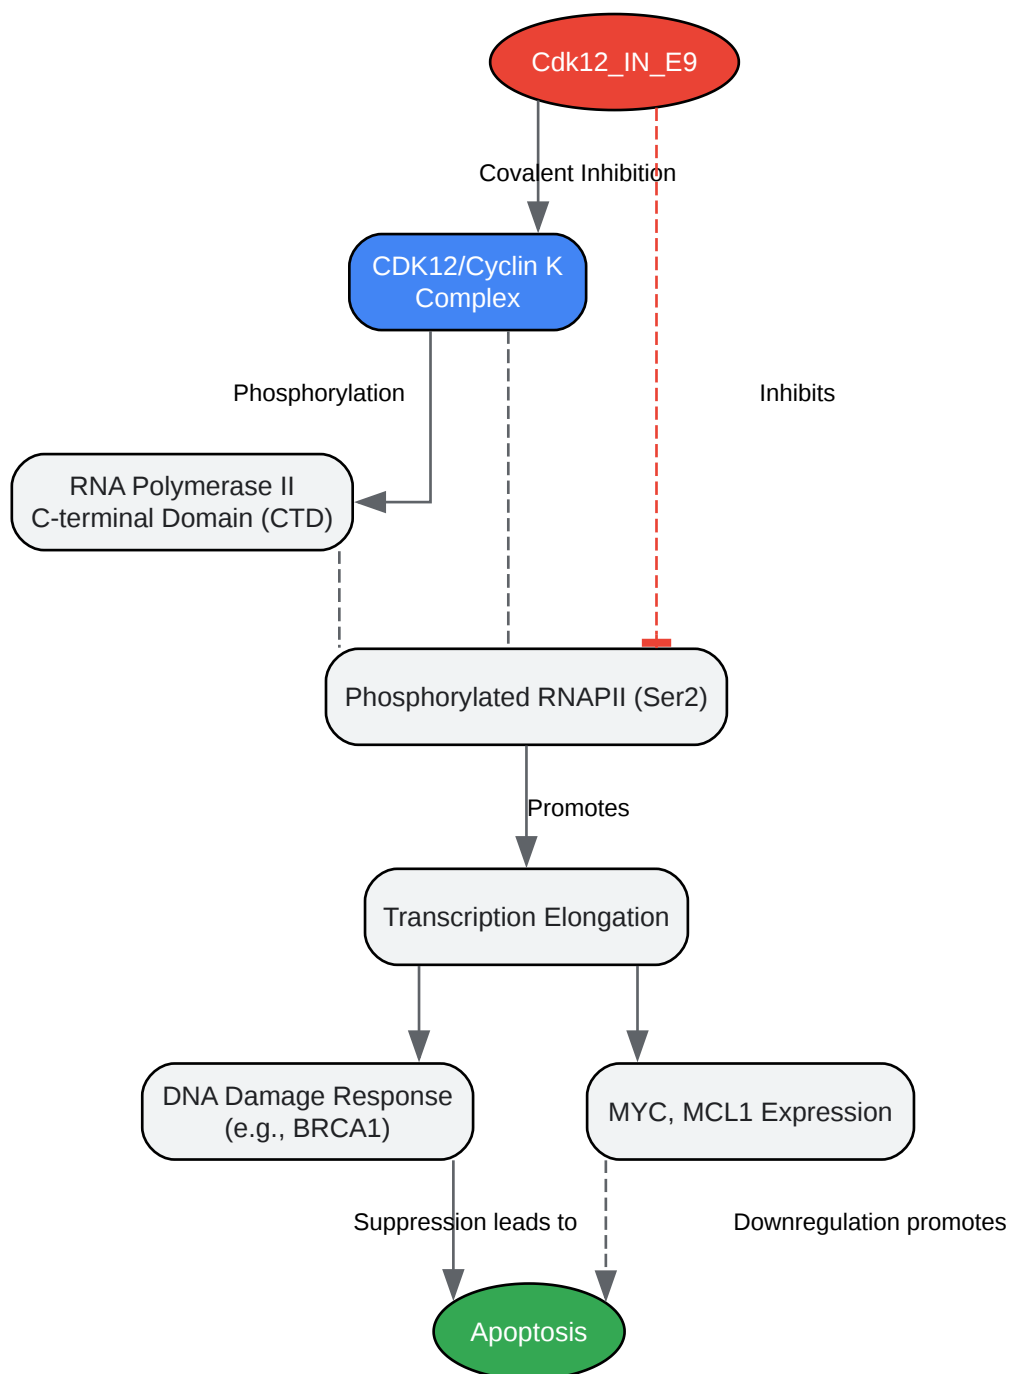 Cdk12_IN_E9
Covalent Inhibition
CDK12/Cyclin K
Complex
Phosphorylation
Inhibits
RNA Polymerase II
C-terminal Domain (CTD)
Phosphorylated RNAPII (Ser2)
Promotes
Transcription Elongation
DNA Damage Response
(e.g., BRCA1)
MYC, MCL1 Expression
Suppression leads to
Downregulation promotes
Apoptosis